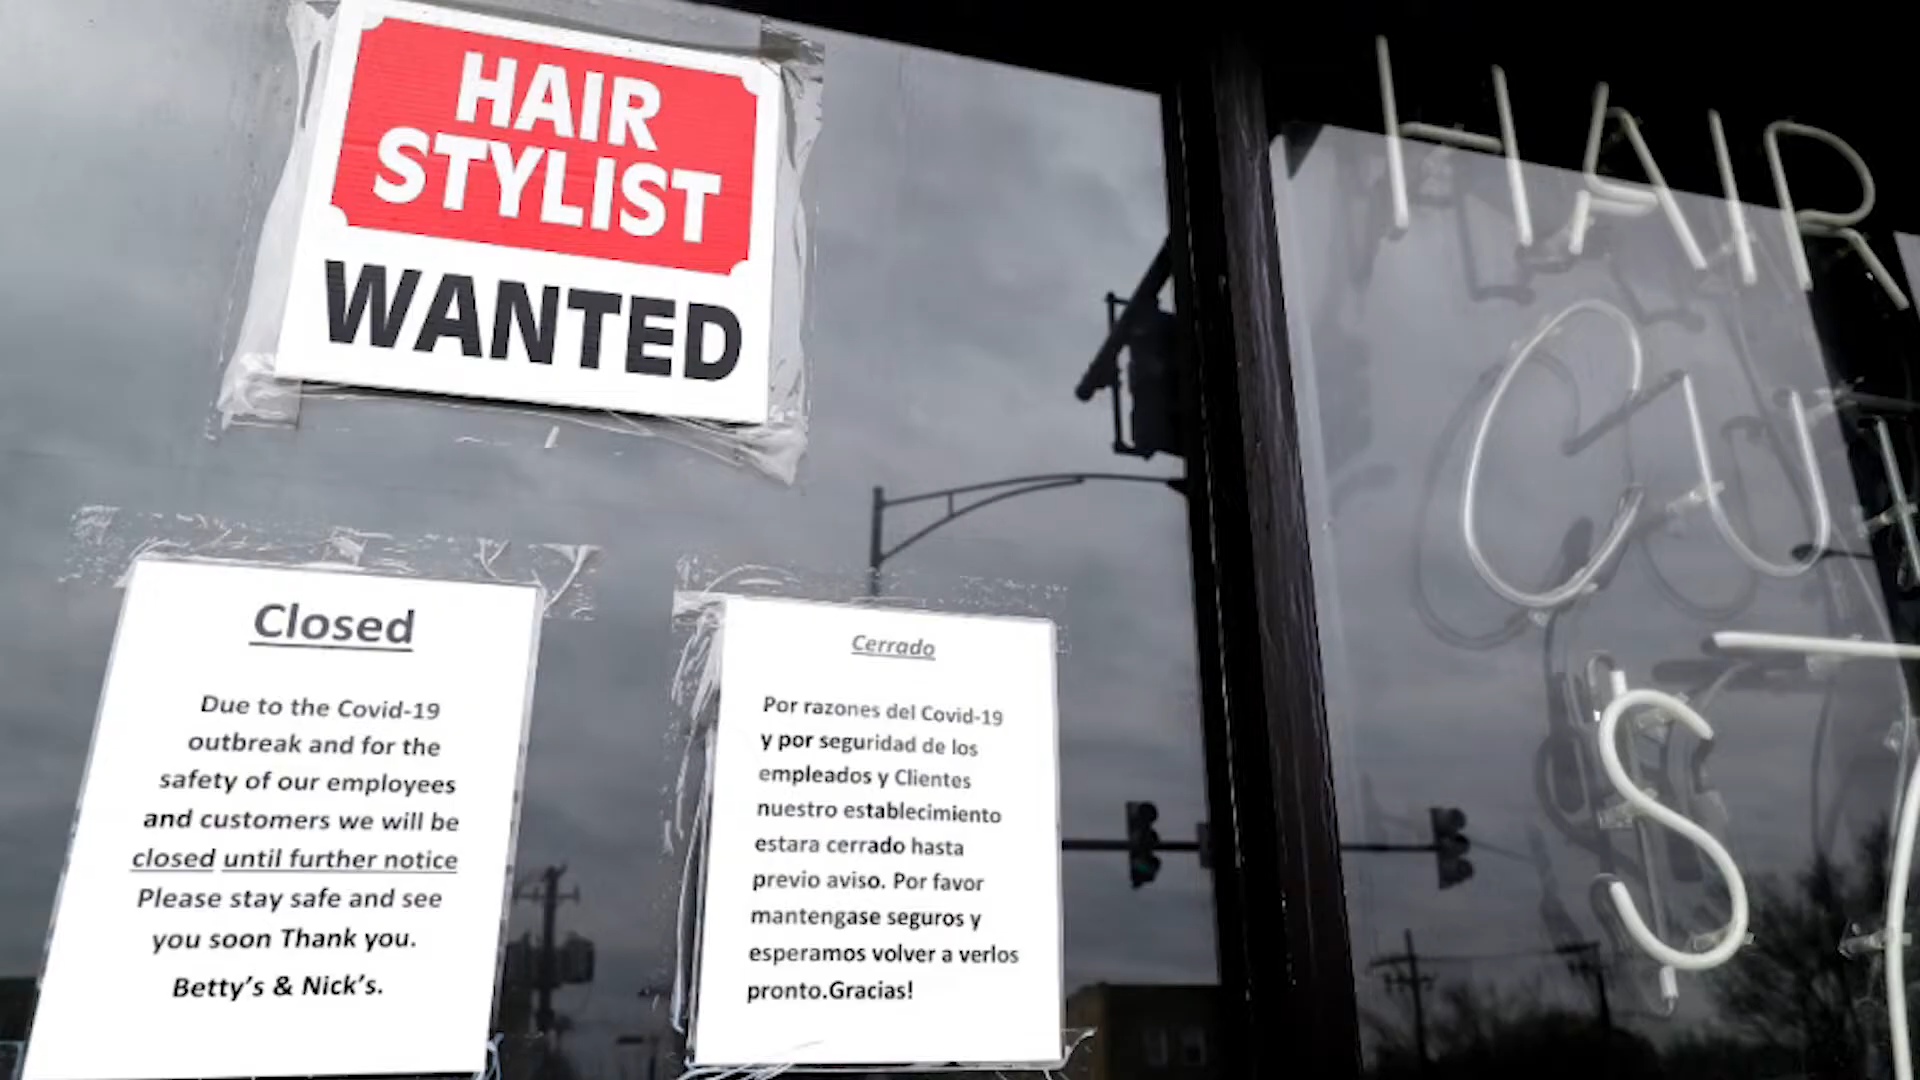 HAIR
STYLIST
WANTED
Closed
Due to the Covid-19
outbreak and for the
safety of our employees
and customers we will be
closed until further notice
Please stay safe and see
you soon Thank you.
Betty's & Nick's.
Cerrado
Por razones del Covid-19
y por seguridad de los
empleados y Clientes
nuestro establecimiento
estara cerrado hasta
previo aviso. Por favor
mantengase seguros y
esperamos volver a verlos
pronto.Gracias!
HAIR
CU
ST